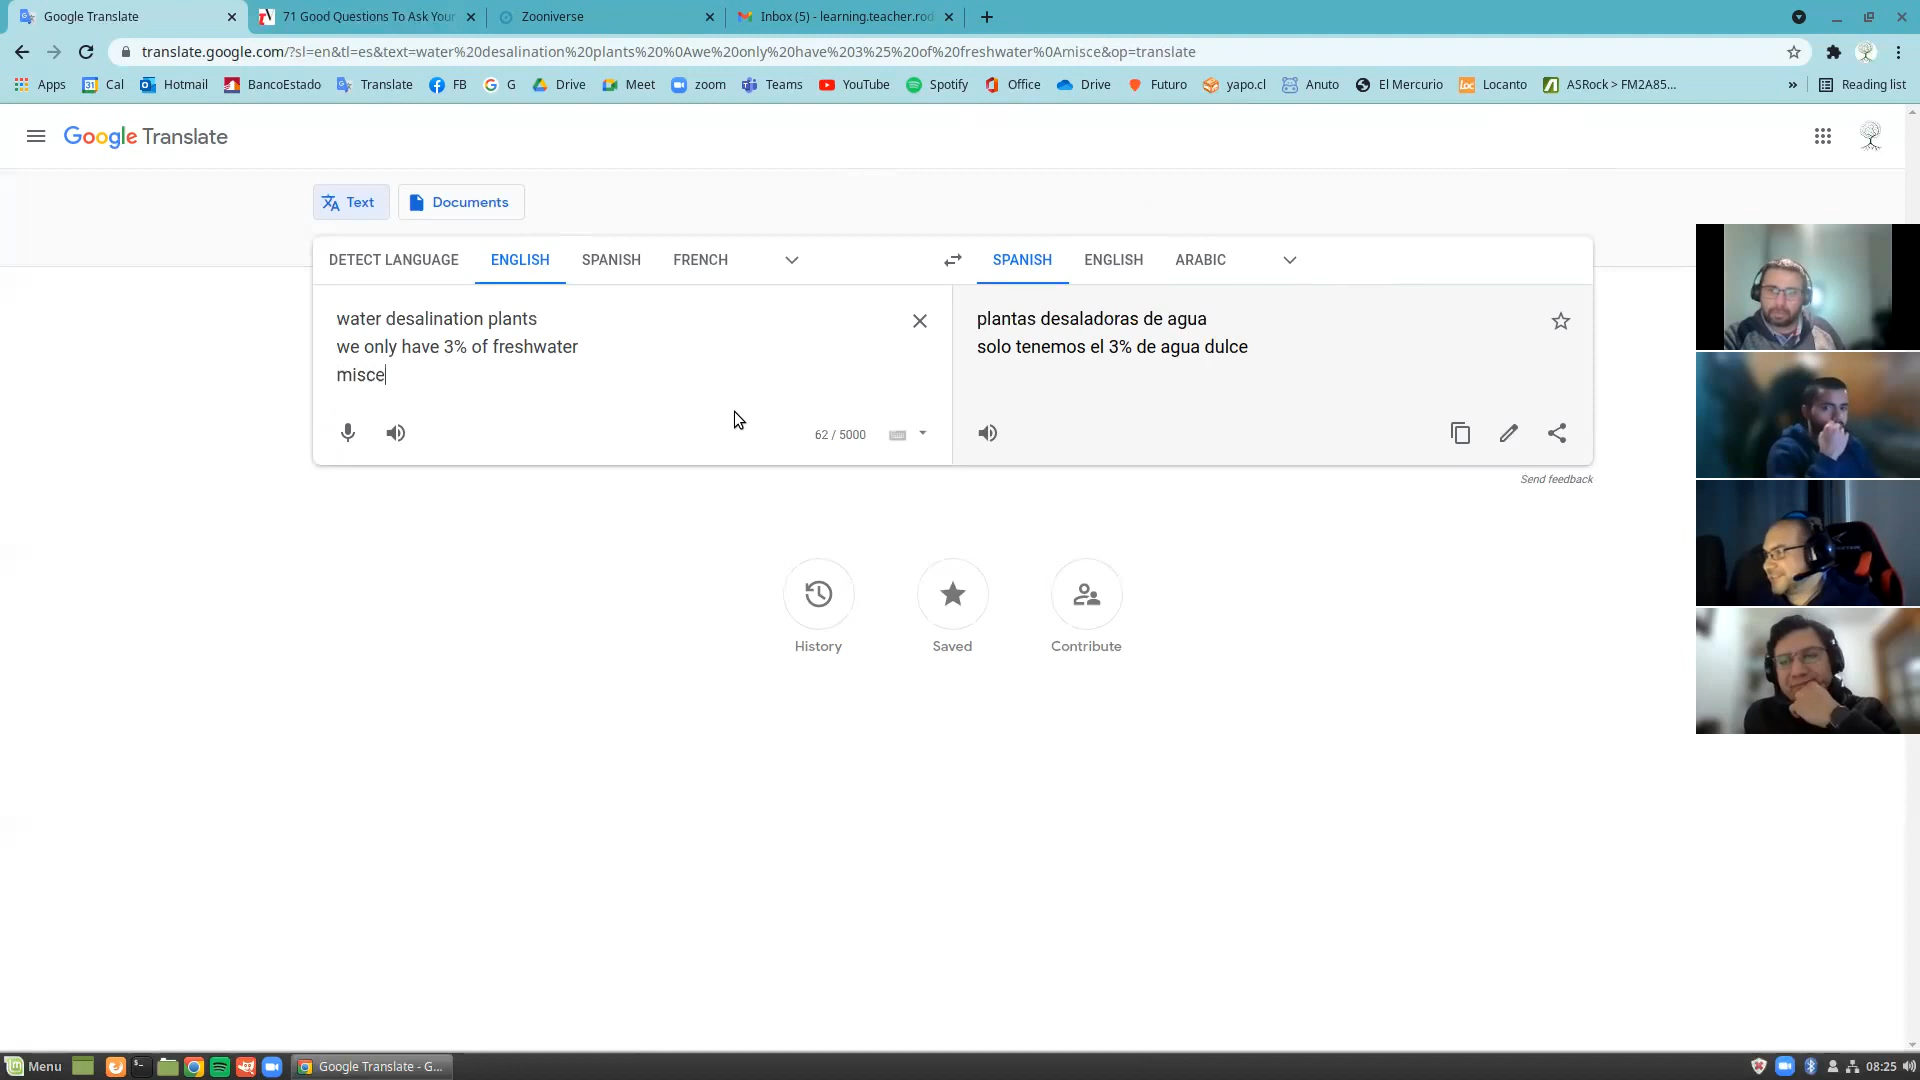 Google Translate
71 Good Questions To Ask Your
Zooniverse
Inbox (5) - learning.teacher.rod
translate.google.com/?sl=en&tl=es&text=water%20desalination%20plants%20%0Awe%20only%20have%203%25%20of%20freshwater%0Amisce&op=translate
Apps
Cal
Hotmail
BancoEstado
Translate
FB
G
Drive
Meet
zoom
Teams
YouTube
Spotify
Office
Drive
Futuro
yapo.cl
Anuto
El Mercurio
Locanto
ASRock > FM2A85...
»
Reading list
Google Translate
Text
Documents
DETECT LANGUAGE
ENGLISH
SPANISH
FRENCH
SPANISH
ENGLISH
ARABIC
water desalination plants
we only have 3% of freshwater
misce
62 / 5000
plantas desaladoras de agua
solo tenemos el 3% de agua dulce
Send feedback
History
Saved
Contribute
Menu
Google Translate - G...
08:25